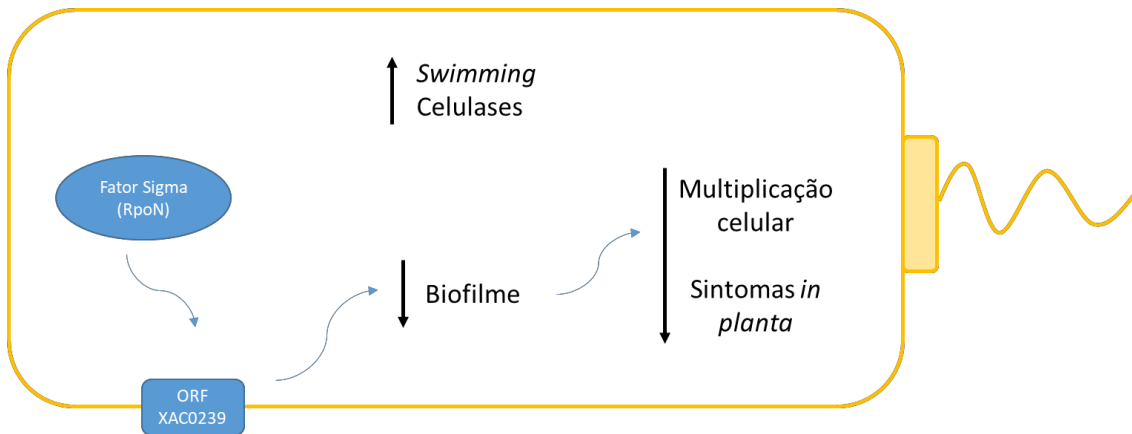 Swimming
Celulases
Fator Sigma
(RpoN)
Multiplicação
celular
Biofilme
Sintomas in
planta
ORF
XAC0239